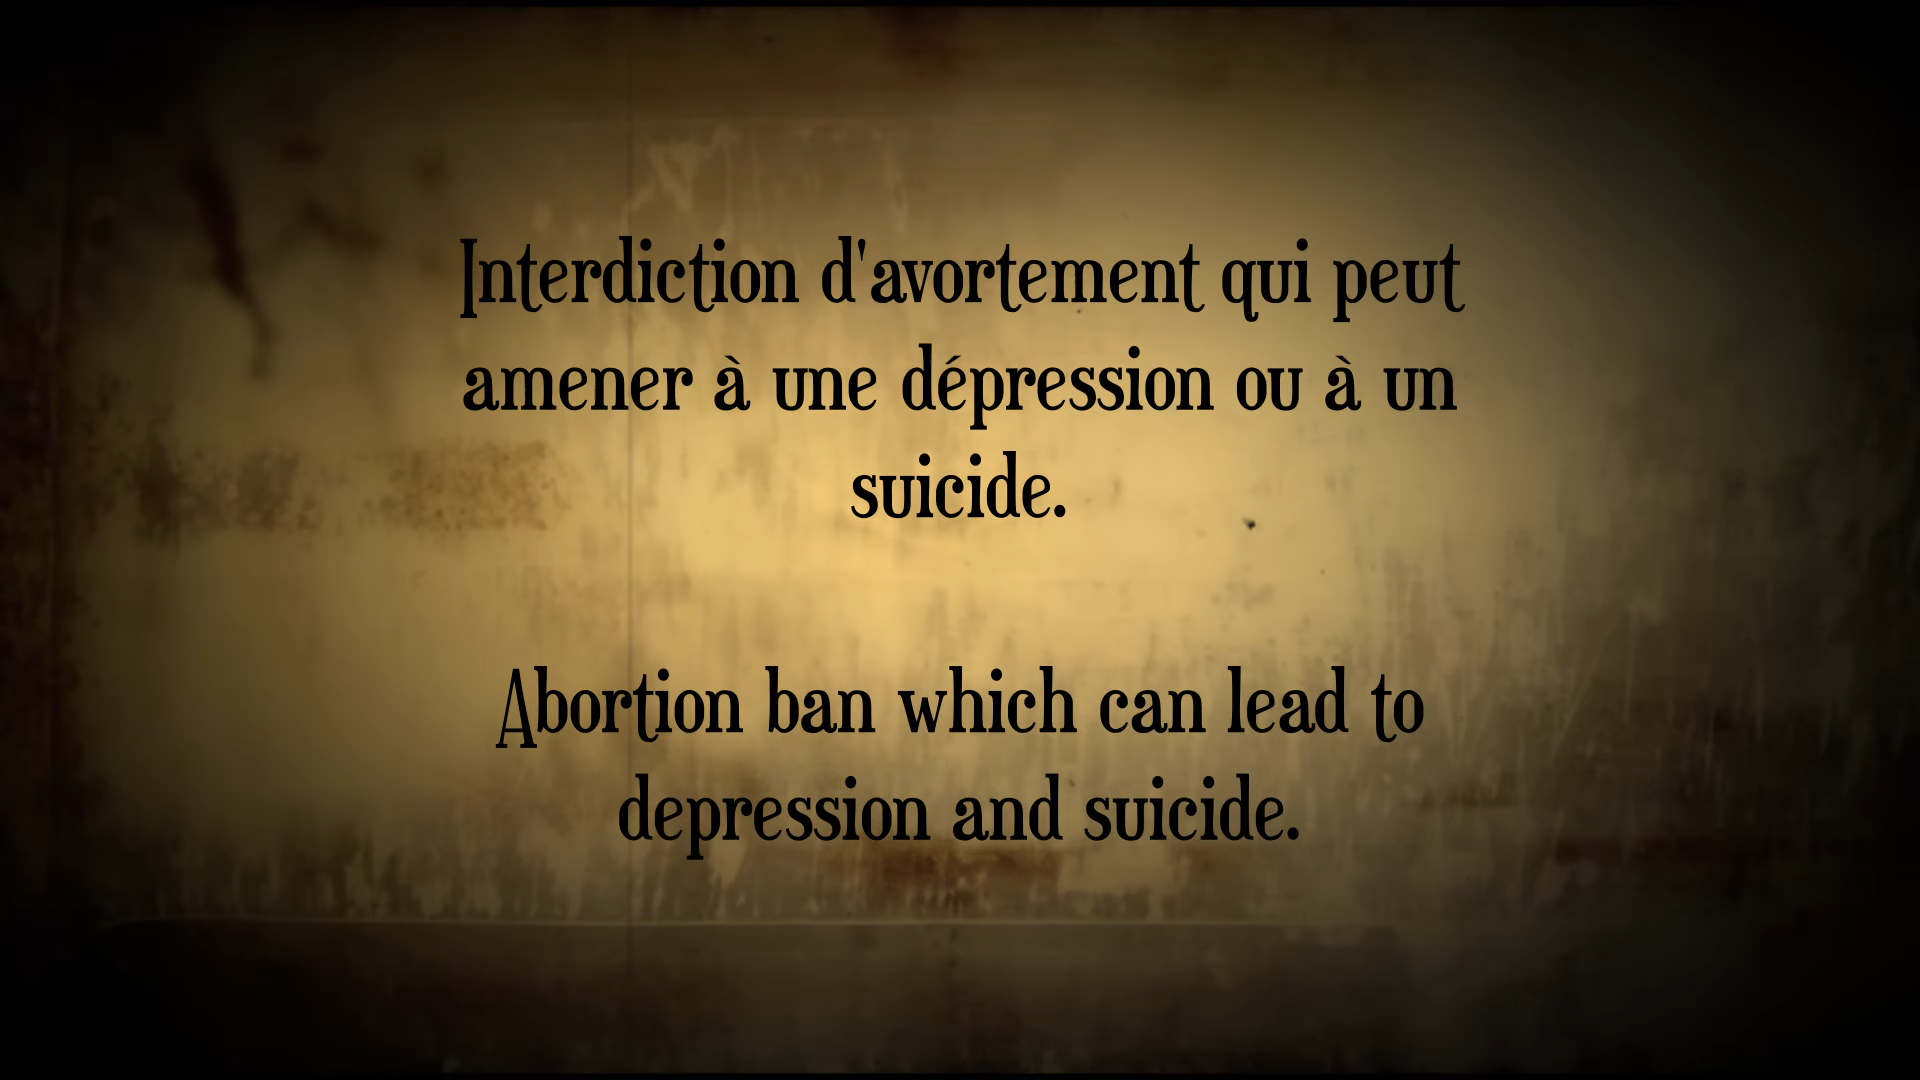 Interdiction d'avortement qui peut
amener à une dépression ou à un
suicide.
Abortion ban which can lead to
depression and suicide.